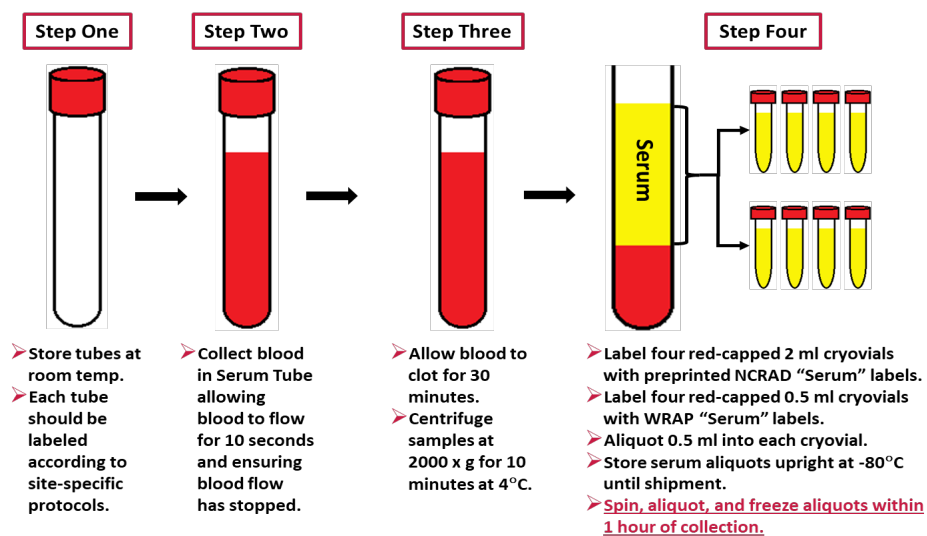 Step One
Step Two
Step Three
Step Four
Serum
Store tubes at
room temp.
Each tube
should be
labeled
according to
site-specific
protocols.
Collect blood
in Serum Tube
allowing
blood to flow
for 10 seconds
and ensuring
blood flow
has stopped.
Allow blood to
clot for 30
minutes.
Centrifuge
samples at
2000 x g for 10
minutes at 4°C.
Label four red-capped 2 ml cryovials
with preprinted NCRAD “Serum” labels.
Label four red-capped 0.5 ml cryovials
with WRAP “Serum” labels.
Aliquot 0.5 ml into each cryovial.
Store serum aliquots upright at -80°C
until shipment.
Spin, aliquot, and freeze aliquots within
1 hour of collection.